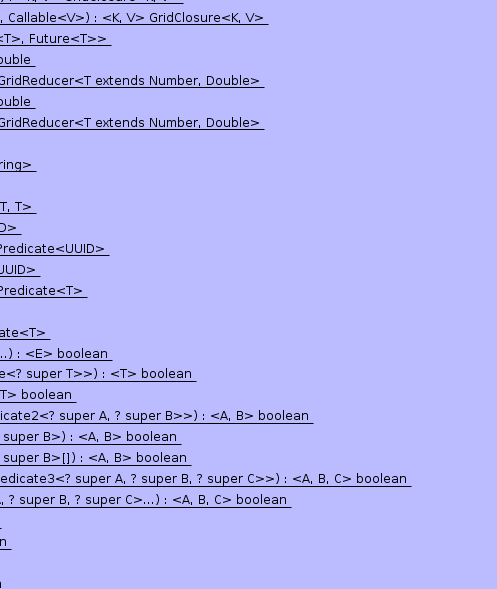 , Callable<V>) : <K, V> GridClosure<K, V>
<T>, Future<T>>
ouble
GridReducer<T extends Number, Double>
ouble
GridReducer<T extends Number, Double>
ring>
T, T>
D>
Predicate<UUID>
UUID>
Predicate<T>
ate<T>
...) : <E> boolean
e<? super T>>) : <T> boolean
T> boolean
icate2<? super A, ? super B>>) : <A, B> boolean
super B>) : <A, B> boolean
super B>[]) : <A, B> boolean
edicate3<? super A, ? super B, ? super C>>) : <A, B, C> boolean
, ? super B, ? super C>...) : <A, B, C> boolean
n